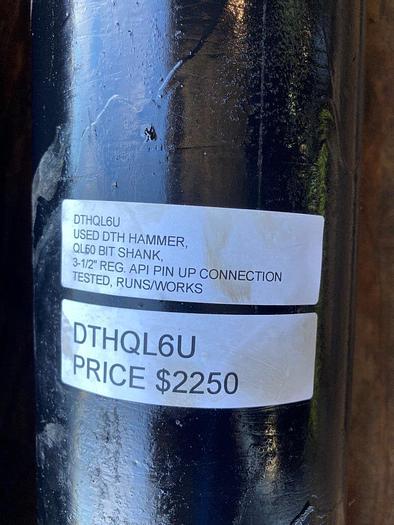 DTHQL6U
USED DTH HAMMER,
QL60 BIT SHANK,
3-1/2" REG. API PIN UP CONNECTION
TESTED, RUNS/WORKS
DTHQL6U
PRICE $2250